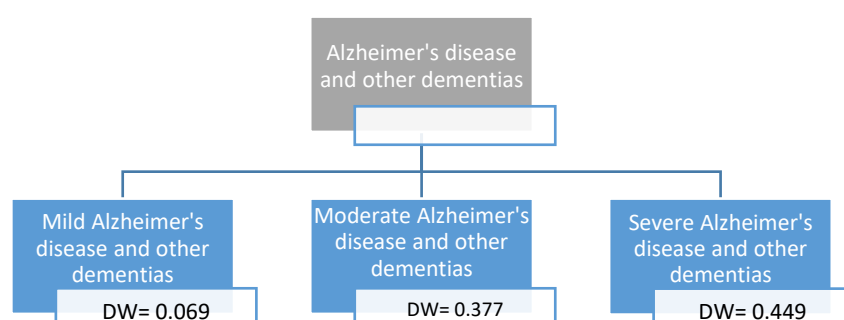 Alzheimer's disease
and other dementias
Mild Alzheimer's
disease and other
dementias
DW= 0.069
Moderate Alzheimer's
disease and other
dementias
DW= 0.377
Severe Alzheimer's
disease and other
dementias
DW= 0.449